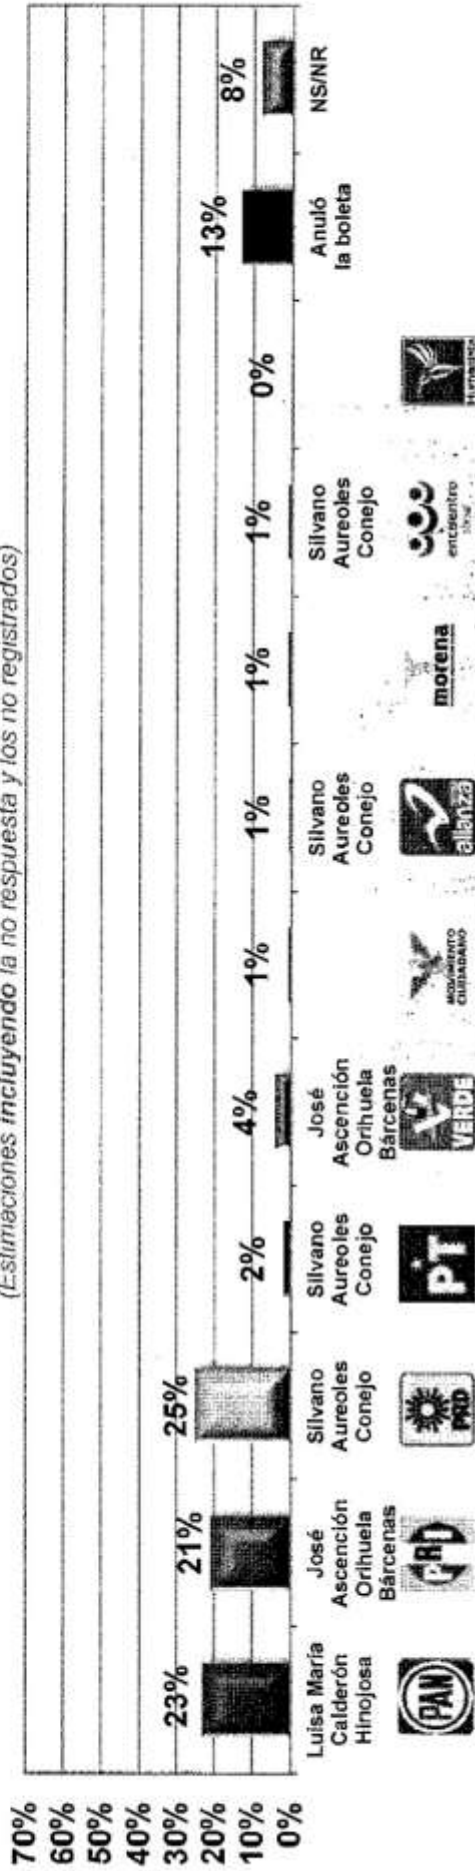 (Estimaciones incluyendo la no respuesta y los no registrados)
70%
60%
50%
40%
30%
20%
10%
0%
23%
21%
25%
2%
4%
1%
1%
1%
1%
0%
13%
8%
Luisa María
Calderón
Hinojosa
José
Ascención
Orihuela
Bárcenas
Silvano
Aureoles
Conejo
Silvano
Aureoles
Conejo
José
Ascención
Orihuela
Bárcenas
Silvano
Aureoles
Conejo
Silvano
Aureoles
Conejo
Anuló
la boleta
NS/NR
PAN
PRI
PRD
PT
VERDE
MOVIMIENTO
CIUDADANO
alianza
morena
encuentro
social